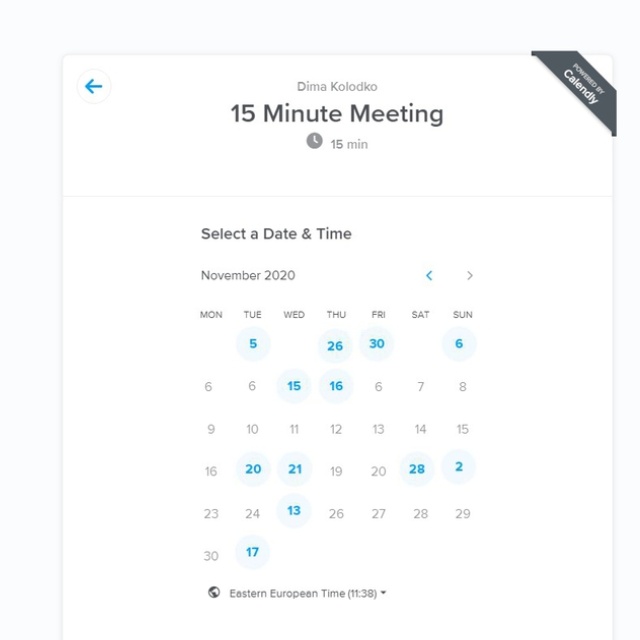 POWERED BY
Calendly
Dima Kolodko
15 Minute Meeting
15 min
Select a Date & Time
November 2020
MON TUE WED THU FRI SAT SUN
5 26 30 6
6 6 15 16 6 7 8
9 10 11 12 13 14 15
16 20 21 19 20 28 2
23 24 13 26 27 28 29
30 17
Eastern European Time (11:38)